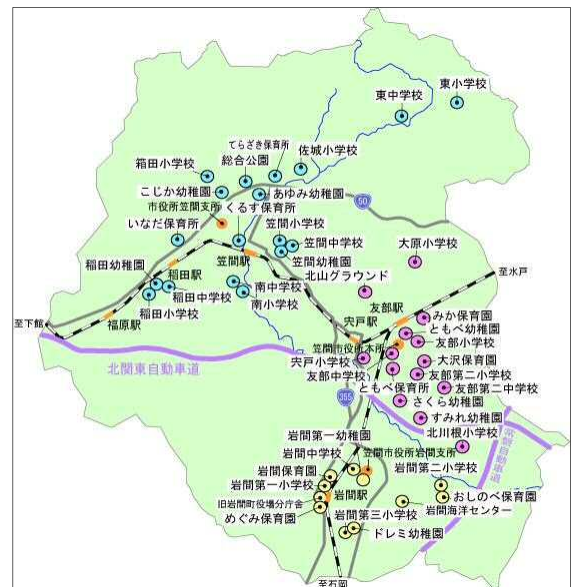 東小学校
東中学校
てらざき保育所
佐城小学校
総合公園
箱田小学校
こじか幼稚園
あゆみ幼稚園
50
市役所笠間支所
くるす保育所
いなだ保育所
笠間小学校
笠間中学校
笠間幼稚園
大原小学校
笠間駅
北山グラウンド
至水戸
稲田幼稚園
稲田駅
稲田中学校
稲田小学校
南中学校
南小学校
福原駅
至下館
友部駅
宍戸駅
みか保育園
ともべ幼稚園
笠間市役所本所
友部小学校
宍戸小学校
大沢保育園
友部中学校
友部第二小学校
ともべ保育所
友部第二中学校
北関東自動車道
さくら幼稚園
355
すみれ幼稚園
北川根小学校
常磐自動車道
岩間第一幼稚園
岩間中学校
笠間市役所岩間支所
岩間保育園
岩間第二小学校
岩間第一小学校
岩間駅
おしのべ保育園
旧岩間町役場分庁舎
岩間海洋センター
めぐみ保育園
岩間第三小学校
ドレミ幼稚園
至石岡